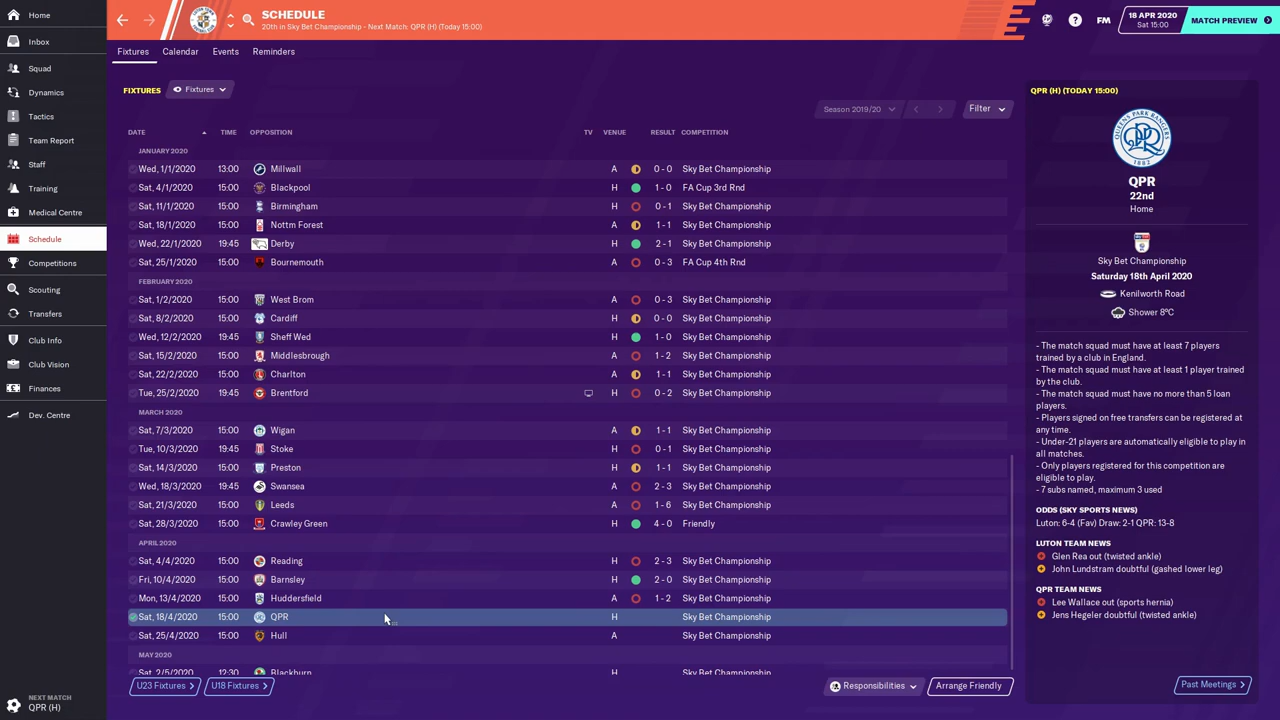 SCHEDULE
20th in Sky Bet Championship - Next Match: QPR (H) (Today 15:00)
FM
18 APR 2020
Sat 15:00
MATCH PREVIEW
Home
Inbox
Squad
Dynamics
Tactics
Team Report
Staff
Training
Medical Centre
Schedule
Competitions
Scouting
Transfers
Club Info
Club Vision
Finances
Dev. Centre
NEXT MATCH
QPR (H)
Fixtures Calendar Events Reminders
FIXTURES Fixtures
Season 2019/20 Filter
DATE TIME OPPOSITION TV VENUE RESULT COMPETITION
JANUARY 2020
Wed, 1/1/2020 13:00 Millwall A 0 - 0 Sky Bet Championship
Sat, 4/1/2020 15:00 Blackpool H 1 - 0 FA Cup 3rd Rnd
Sat, 11/1/2020 15:00 Birmingham H 0 - 1 Sky Bet Championship
Sat, 18/1/2020 15:00 Nottm Forest A 1 - 1 Sky Bet Championship
Wed, 22/1/2020 19:45 Derby H 2 - 1 Sky Bet Championship
Sat, 25/1/2020 15:00 Bournemouth A 0 - 3 FA Cup 4th Rnd
FEBRUARY 2020
Sat, 1/2/2020 15:00 West Brom A 0 - 3 Sky Bet Championship
Sat, 8/2/2020 15:00 Cardiff H 0 - 0 Sky Bet Championship
Wed, 12/2/2020 19:45 Sheff Wed H 1 - 0 Sky Bet Championship
Sat, 15/2/2020 15:00 Middlesbrough A 1 - 2 Sky Bet Championship
Sat, 22/2/2020 15:00 Charlton A 1 - 1 Sky Bet Championship
Tue, 25/2/2020 19:45 Brentford H 0 - 2 Sky Bet Championship
MARCH 2020
Sat, 7/3/2020 15:00 Wigan A 1 - 1 Sky Bet Championship
Tue, 10/3/2020 19:45 Stoke H 0 - 1 Sky Bet Championship
Sat, 14/3/2020 15:00 Preston H 1 - 1 Sky Bet Championship
Wed, 18/3/2020 19:45 Swansea A 2 - 3 Sky Bet Championship
Sat, 21/3/2020 15:00 Leeds A 1 - 6 Sky Bet Championship
Sat, 28/3/2020 15:00 Crawley Green H 4 - 0 Friendly
APRIL 2020
Sat, 4/4/2020 15:00 Reading H 2 - 3 Sky Bet Championship
Fri, 10/4/2020 15:00 Barnsley H 2 - 0 Sky Bet Championship
Mon, 13/4/2020 15:00 Huddersfield A 1 - 2 Sky Bet Championship
Sat, 18/4/2020 15:00 QPR H Sky Bet Championship
Sat, 25/4/2020 15:00 Hull A Sky Bet Championship
MAY 2020
Sat, 2/5/2020 12:30 Blackburn H Sky Bet Championship
U23 Fixtures U18 Fixtures Responsibilities Arrange Friendly
QPR (H) (TODAY 15:00)
QUEENS PARK RANGERS
1882
QPR
22nd
Home
Sky Bet Championship
Saturday 18th April 2020
Kenilworth Road
Shower 8ºC
- The match squad must have at least 7 players
trained by a club in England.
- The match squad must have at least 1 player trained
by the club.
- The match squad must have no more than 5 loan
players.
- Players signed on free transfers can be registered at
any time.
- Under-21 players are automatically eligible to play in
all matches.
- Only players registered for this competition are
eligible to play.
- 7 subs named, maximum 3 used
ODDS (SKY SPORTS NEWS)
Luton: 6-4 (Fav) Draw: 2-1 QPR: 13-8
LUTON TEAM NEWS
Glen Rea out (twisted ankle)
John Lundstram doubtful (gashed lower leg)
QPR TEAM NEWS
Lee Wallace out (sports hernia)
Jens Hegeler doubtful (twisted ankle)
Past Meetings